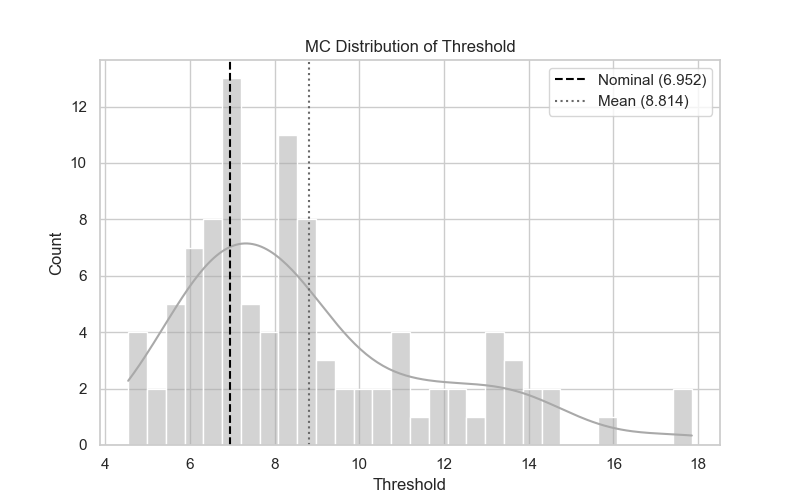 MC Distribution of Threshold
Nominal (6.952)
Mean (8.814)
Count
12
10
8
6
4
2
0
4 6 8 10 12 14 16 18
Threshold